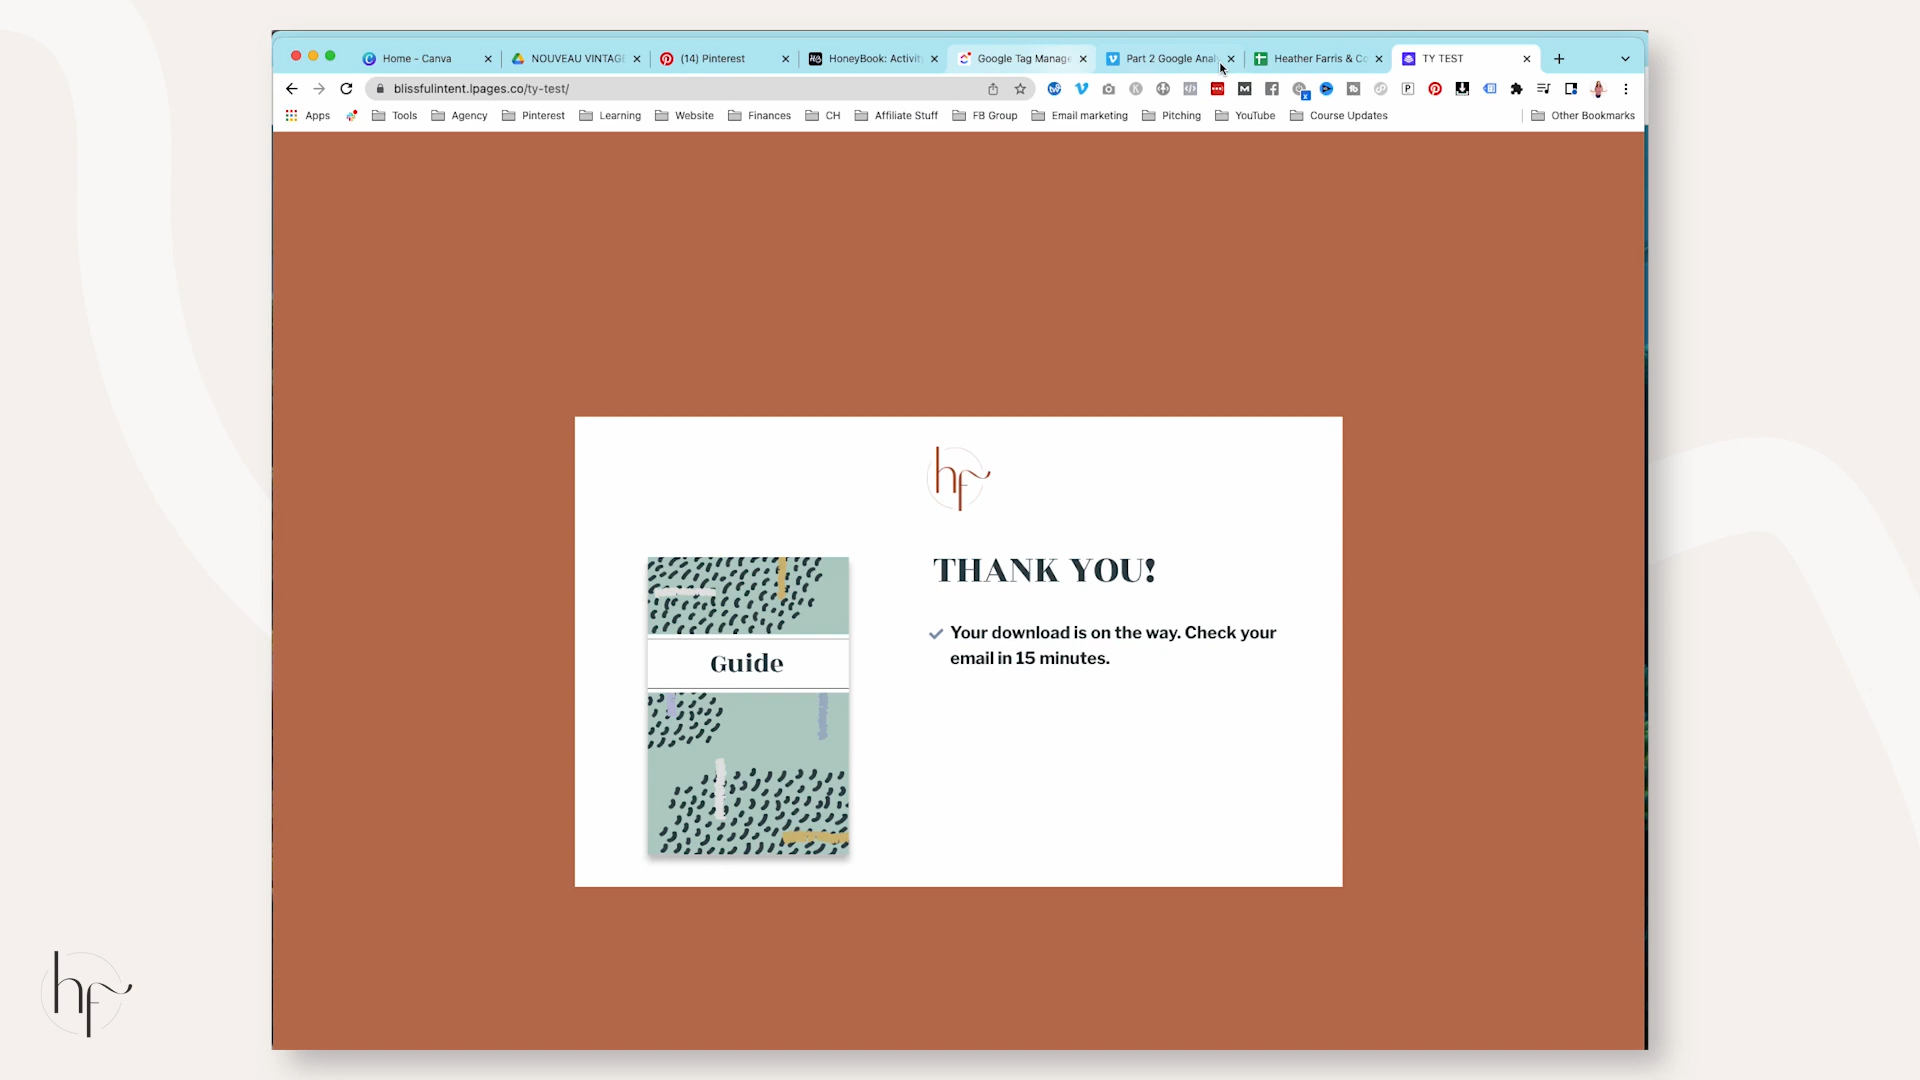 Home - Canva
NOUVEAU VINTAGE
(14) Pinterest
HoneyBook: Activit
Google Tag Manage
Part 2 Google Anal
Heather Farris & Co
TY TEST
blissfulintent.lpages.co/ty-test/
Apps
Tools
Agency
Pinterest
Learning
Website
Finances
CH
Affiliate Stuff
FB Group
Email marketing
Pitching
YouTube
Course Updates
Other Bookmarks
hf
THANK YOU!
Your download is on the way. Check your
email in 15 minutes.
Guide
hf